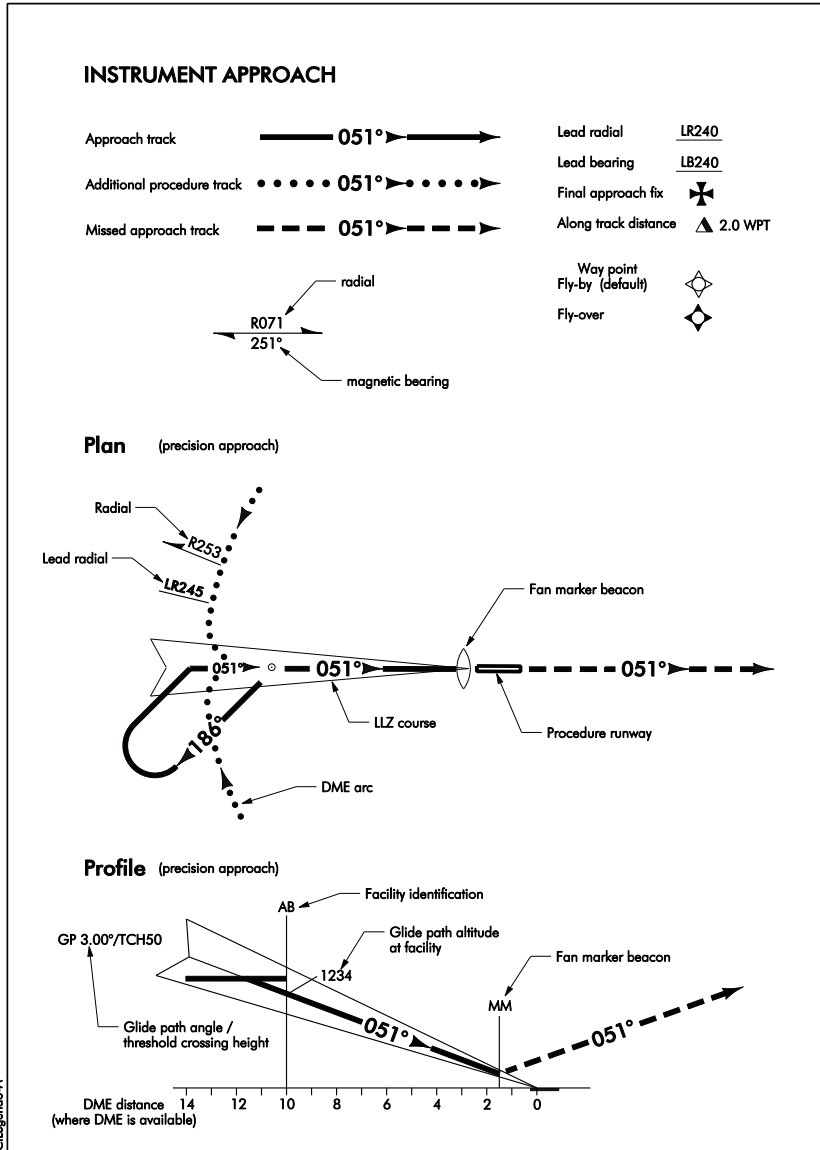 INSTRUMENT APPROACH
Approach track
051°
Additional procedure track
051°
Missed approach track
051°
Lead radial
LR240
Lead bearing
LB240
Final approach fix
Along track distance
2.0 WPT
Way point
Fly-by (default)
Fly-over
radial
R071
251°
magnetic bearing
Plan (precision approach)
Radial
R253
Lead radial
LR245
Fan marker beacon
051°
051°
051°
LLZ course
Procedure runway
186°
DME arc
Profile (precision approach)
Facility identification
AB
GP 3.00°/TCH50
Glide path altitude
at facility
1234
Fan marker beacon
MM
Glide path angle /
threshold crossing height
051°
051°
DME distance
(where DME is available)
14 12 10 8 6 4 2 0